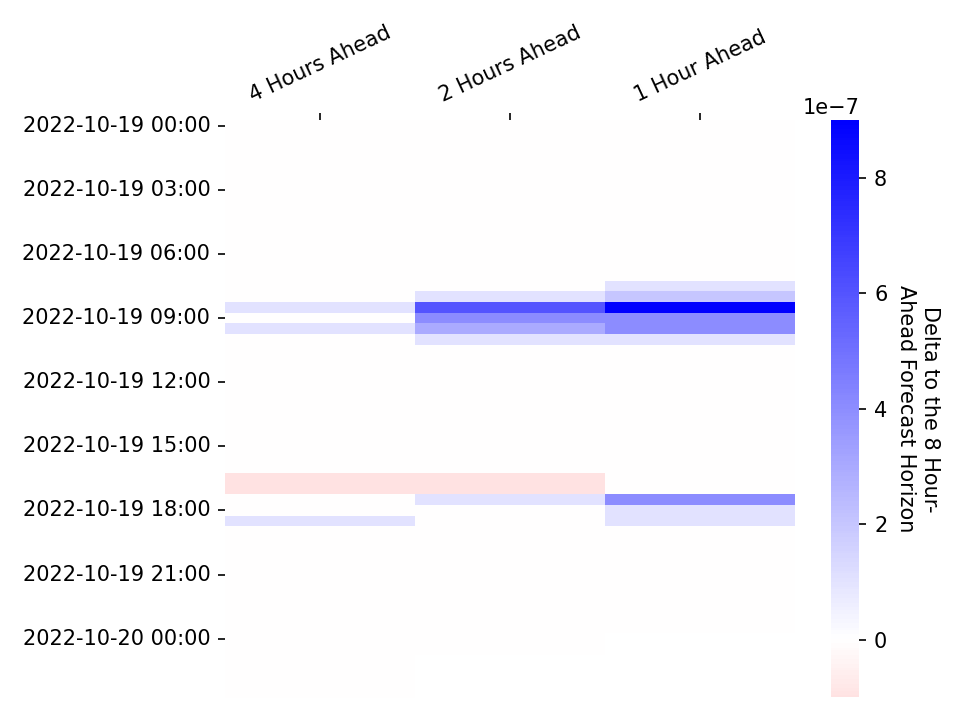 4 Hours Ahead
2 Hours Ahead
1 Hour Ahead
1e−7
2022-10-19 00:00
2022-10-19 03:00
2022-10-19 06:00
2022-10-19 09:00
2022-10-19 12:00
2022-10-19 15:00
2022-10-19 18:00
2022-10-19 21:00
2022-10-20 00:00
8
6
4
2
0
Delta to the 8 Hour-
Ahead Forecast Horizon